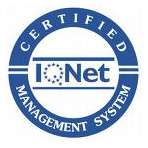 CERTIFIED
IQNet
MANAGEMENT SYSTEM